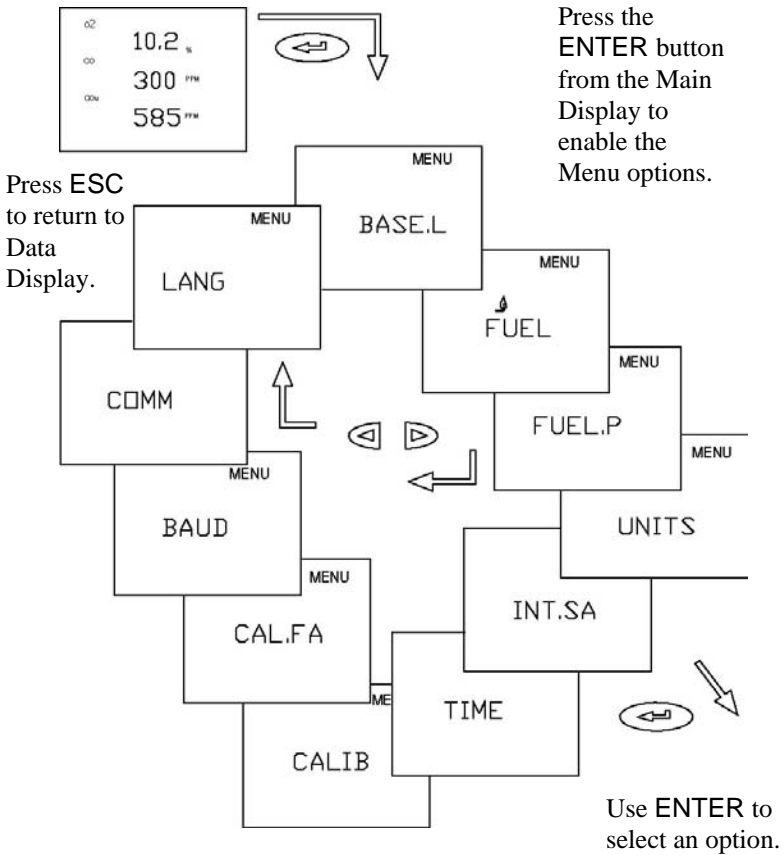 o2
10.2 %
co
300 PPM
585 PPM
Press the
ENTER button
from the Main
Display to
enable the
Menu options.
Press ESC
to return to
Data
Display.
MENU
BASE.L
MENU
FUEL
MENU
FUEL.P
MENU
UNITS
INT.SA
TIME
ME
CALIB
MENU
CAL.FA
MENU
BAUD
COMM
MENU
LANG
Use ENTER to
select an option.